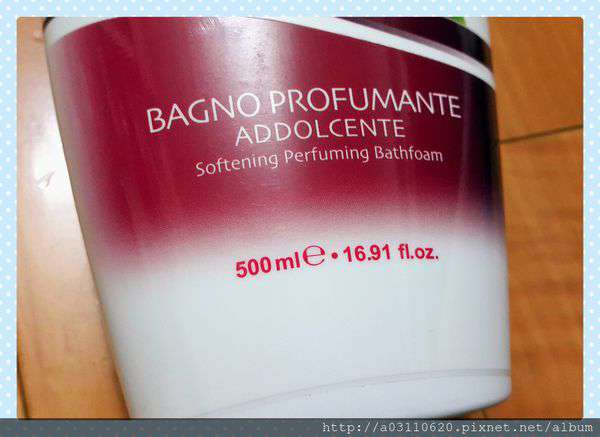 BAGNO PROFUMANTE
ADDOLCENTE
Softening Perfuming Bathfoam
500 ml ℮ • 16.91 fl.oz.
http://a03110620.pixnet.net/album